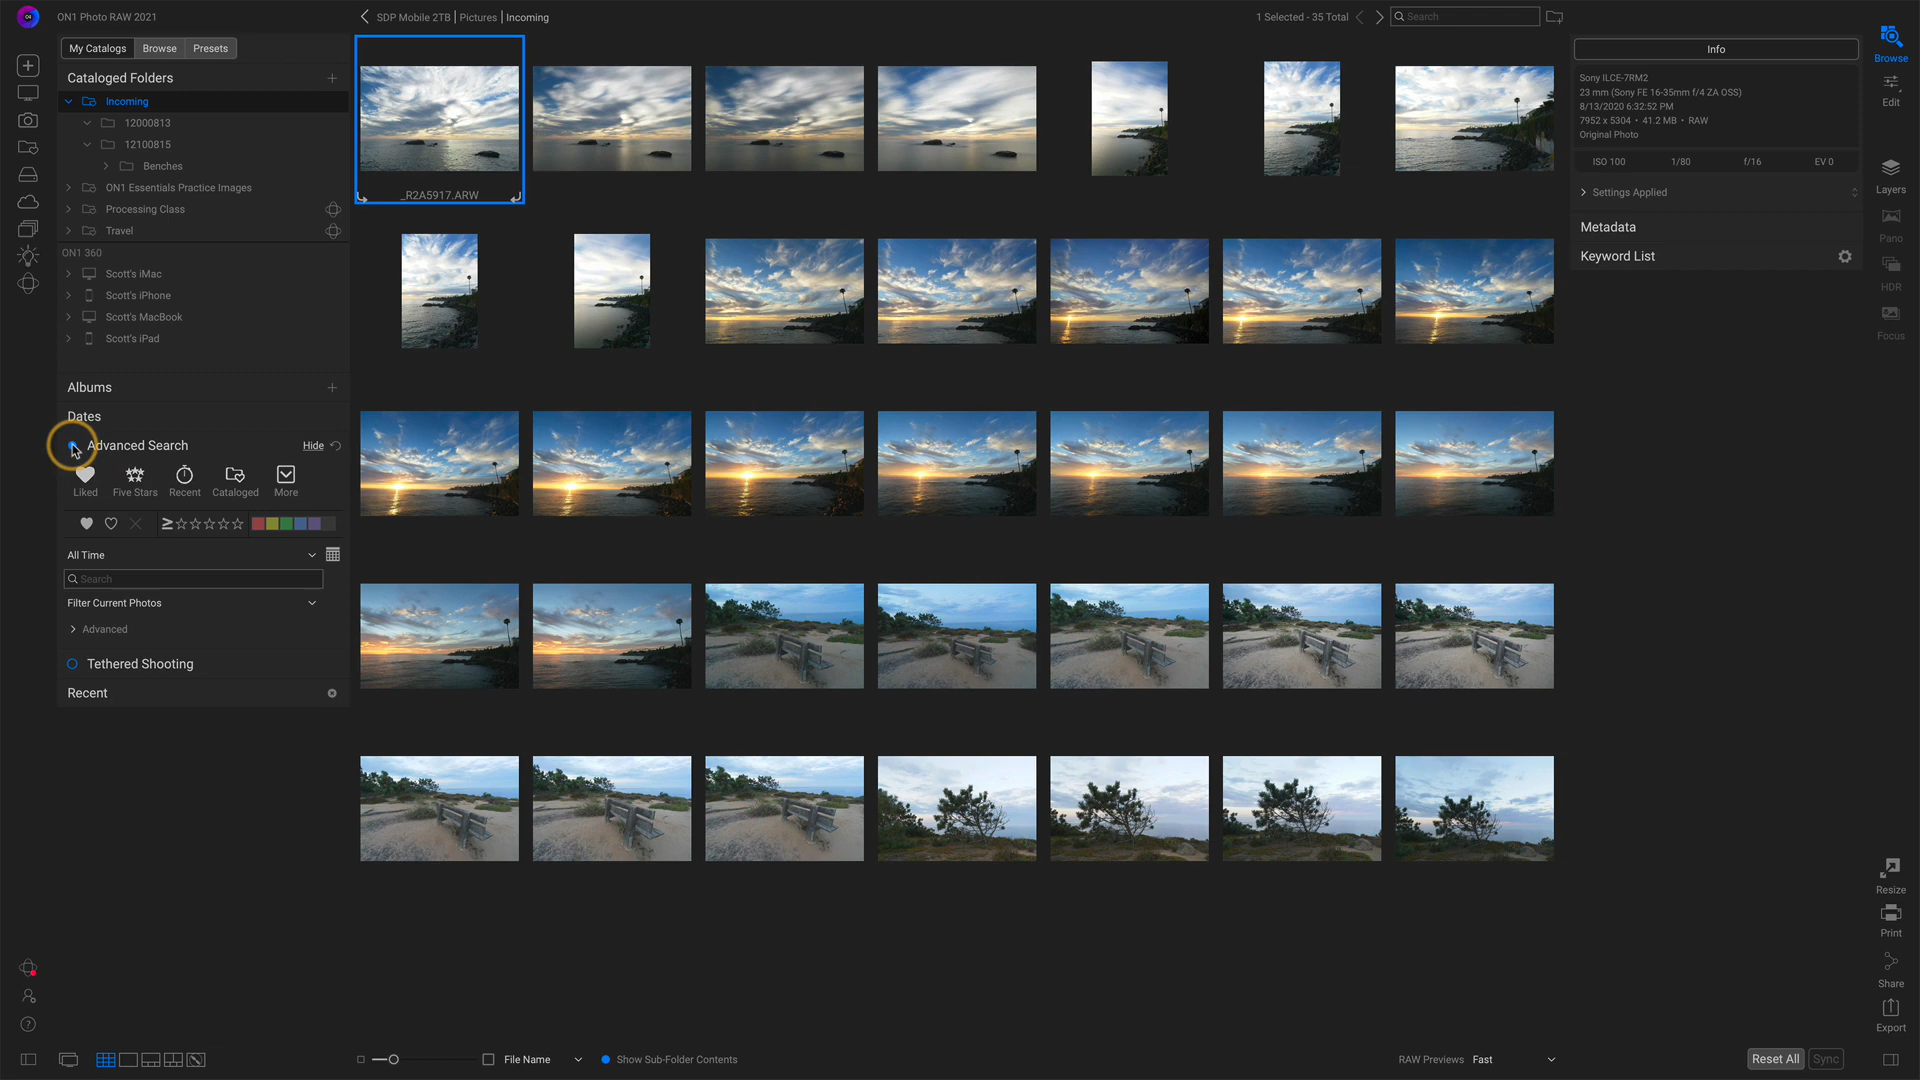 ON1 Photo RAW 2021
SDP Mobile 2TB | Pictures | Incoming
1 Selected - 35 Total
Search
My Catalogs
Browse
Presets
Cataloged Folders
Incoming
12000813
12100815
Benches
ON1 Essentials Practice Images
Processing Class
Travel
ON1 360
Scott's iMac
Scott's iPhone
Scott's MacBook
Scott's iPad
Albums
Dates
Advanced Search
Hide
Liked
Five Stars
Recent
Cataloged
More
All Time
Search
Filter Current Photos
Advanced
Tethered Shooting
Recent
_R2A5917.ARW
File Name
Show Sub-Folder Contents
RAW Previews Fast
Info
Sony ILCE-7RM2
23 mm (Sony FE 16-35mm f/4 ZA OSS)
8/13/2020 6:32:52 PM
7952 x 5304 • 41.2 MB • RAW
Original Photo
ISO 100
1/80
f/16
EV 0
Settings Applied
Metadata
Keyword List
Reset All
Sync
Browse
Edit
Layers
Pano
HDR
Focus
Resize
Print
Share
Export